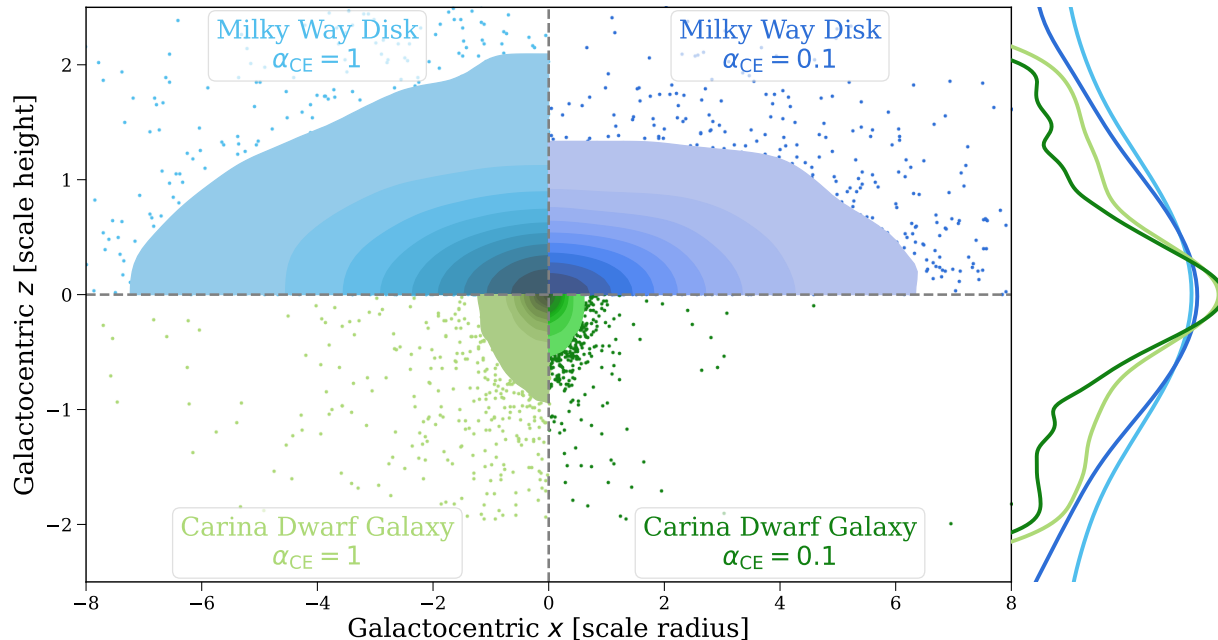 Milky Way Disk
α_CE = 1
Milky Way Disk
α_CE = 0.1
2
1
0
−1
−2
Galactocentric z [scale height]
Carina Dwarf Galaxy
α_CE = 1
Carina Dwarf Galaxy
α_CE = 0.1
−8 −6 −4 −2 0 2 4 6 8
Galactocentric x [scale radius]